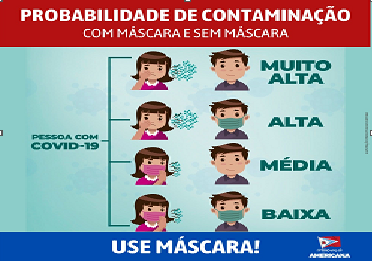 PROBABILIDADE DE CONTAMINAÇÃO
COM MÁSCARA E SEM MÁSCARA
MUITO
ALTA
ALTA
PESSOA COM
COVID-19
MÉDIA
BAIXA
USE MÁSCARA!
AMERICANA